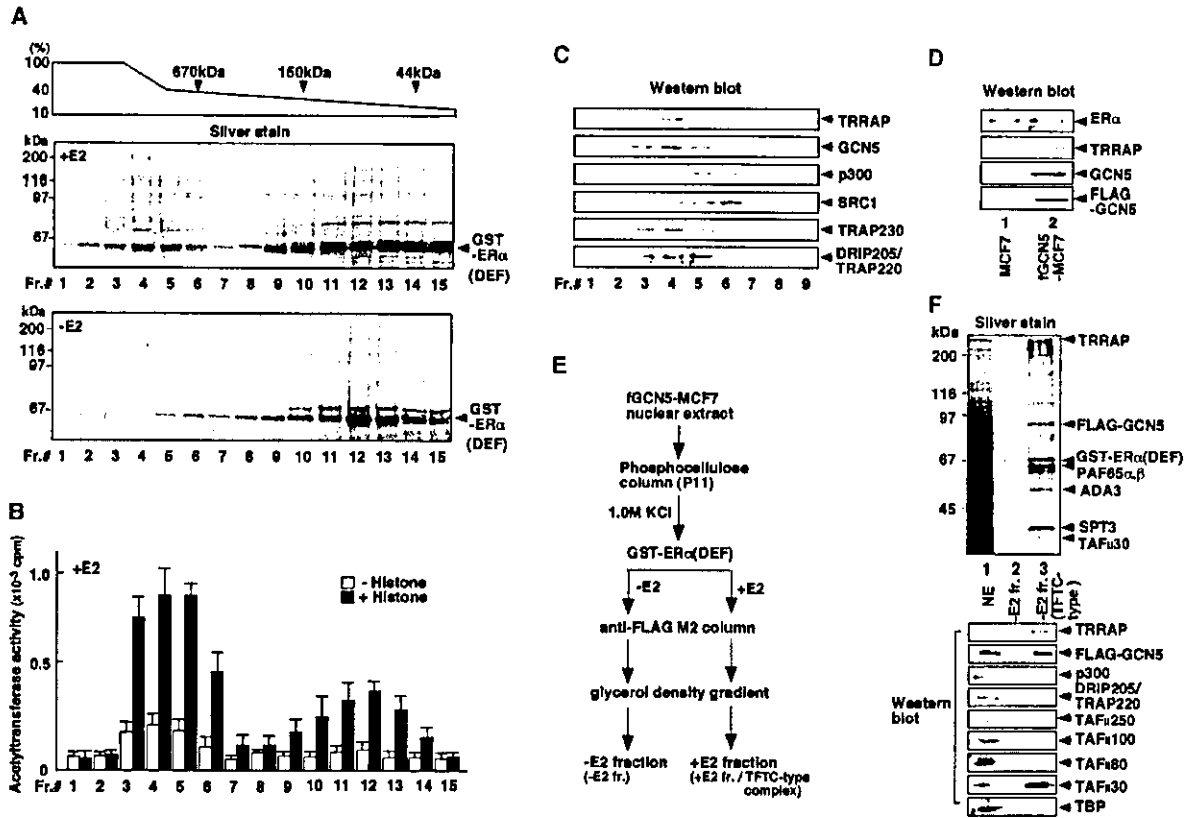 A
(%)
100
40
10
670kDa 150kDa 44kDa
Silver stain
kDa
+E2
200
116
97
67
GST
-ERα
(DEF)
Fr.# 1 2 3 4 5 6 7 8 9 10 11 12 13 14 15
kDa
-E2
200
116
97
67
GST
-ERα
(DEF)
Fr.# 1 2 3 4 5 6 7 8 9 10 11 12 13 14 15
B
Acetyltransferase activity (x10⁻³ cpm)
+E2
- Histone
+ Histone
1.0
0.5
0
Fr.# 1 2 3 4 5 6 7 8 9 10 11 12 13 14 15
C
Western blot
TRRAP
GCN5
p300
SRC1
TRAP230
DRIP205/
TRAP220
Fr.# 1 2 3 4 5 6 7 8 9
D
Western blot
ERα
TRRAP
GCN5
FLAG
-GCN5
1 2
MCF7
fGCN5
-MCF7
E
fGCN5-MCF7
nuclear extract
Phosphocellulose
column (P11)
1.0M KCl
GST-ERα(DEF)
-E2 +E2
anti-FLAG M2 column
glycerol density gradient
-E2 fraction
(-E2 fr.)
+E2 fraction
(+E2 fr. / TFTC-type
complex)
F
Silver stain
kDa
200
116
97
67
45
TRRAP
FLAG-GCN5
GST-ERα(DEF)
PAF65α,β
ADA3
SPT3
TAFII30
1 2 3
NE
-E2 fr.
-E2 fr.
(TFTC-
type)
Western
blot
TRRAP
FLAG-GCN5
p300
DRIP205/
TRAP220
TAFII250
TAFII100
TAFII80
TAFII30
TBP